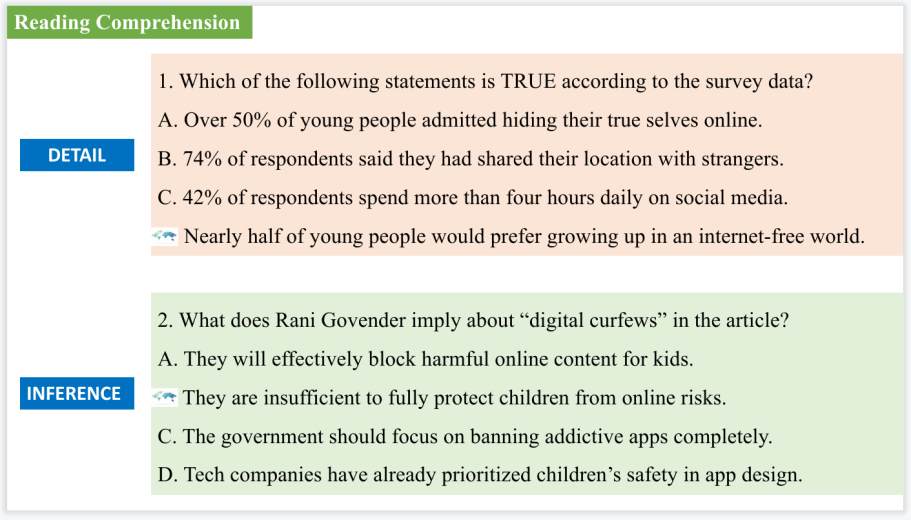 Reading Comprehension
1. Which of the following statements is TRUE according to the survey data?
A. Over 50% of young people admitted hiding their true selves online.
DETAIL
B. 74% of respondents said they had shared their location with strangers.
C. 42% of respondents spend more than four hours daily on social media.
Nearly half of young people would prefer growing up in an internet-free world.
2. What does Rani Govender imply about “digital curfews” in the article?
A. They will effectively block harmful online content for kids.
INFERENCE
They are insufficient to fully protect children from online risks.
C. The government should focus on banning addictive apps completely.
D. Tech companies have already prioritized children’s safety in app design.